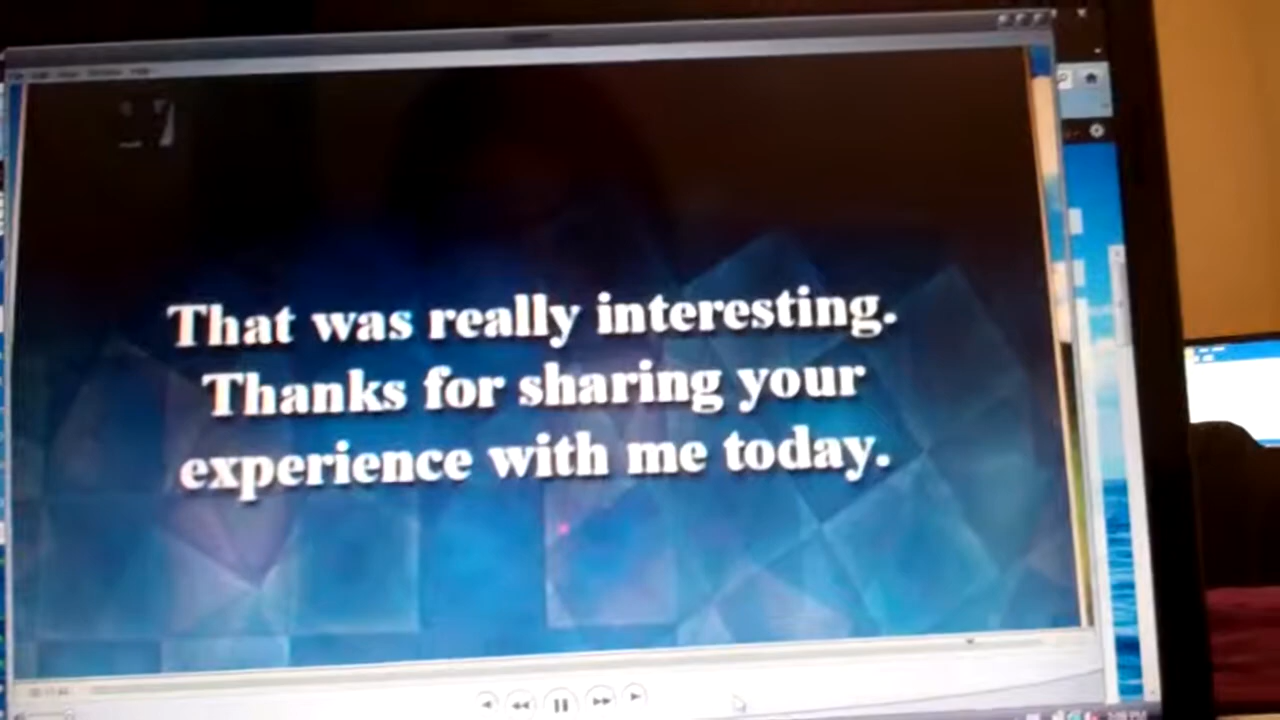 That was really interesting.
Thanks for sharing your
experience with me today.